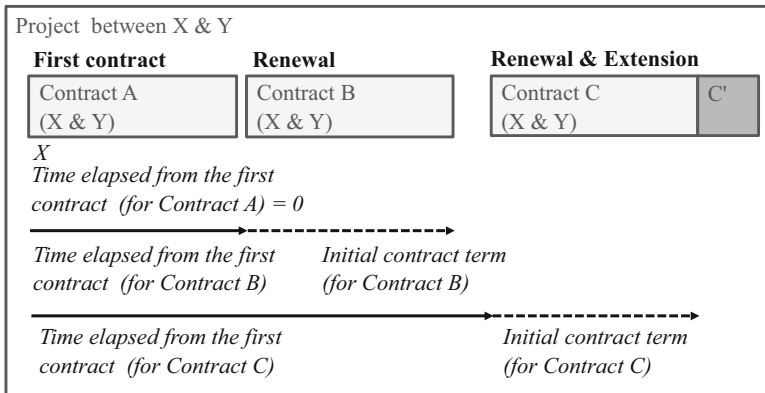 Project between X & Y
First contract
Renewal
Renewal & Extension
Contract A
(X & Y)
Contract B
(X & Y)
Contract C
(X & Y)
C'
X
Time elapsed from the first
contract (for Contract A) = 0
Time elapsed from the first
contract (for Contract B)
Initial contract term
(for Contract B)
Time elapsed from the first
contract (for Contract C)
Initial contract term
(for Contract C)